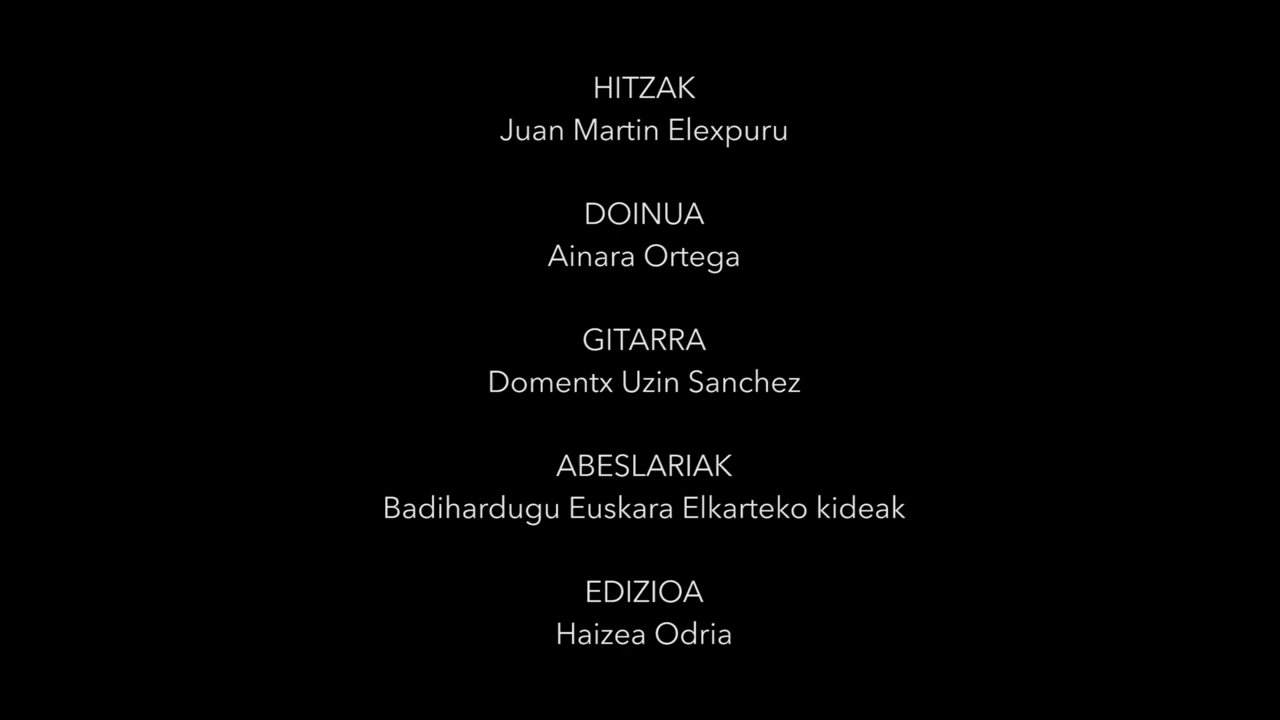 HITZAK
Juan Martin Elexpuru
DOINUA
Ainara Ortega
GITARRA
Domentx Uzin Sanchez
ABESLARIAK
Badihardugu Euskara Elkarteko kideak
EDIZIOA
Haizea Odria